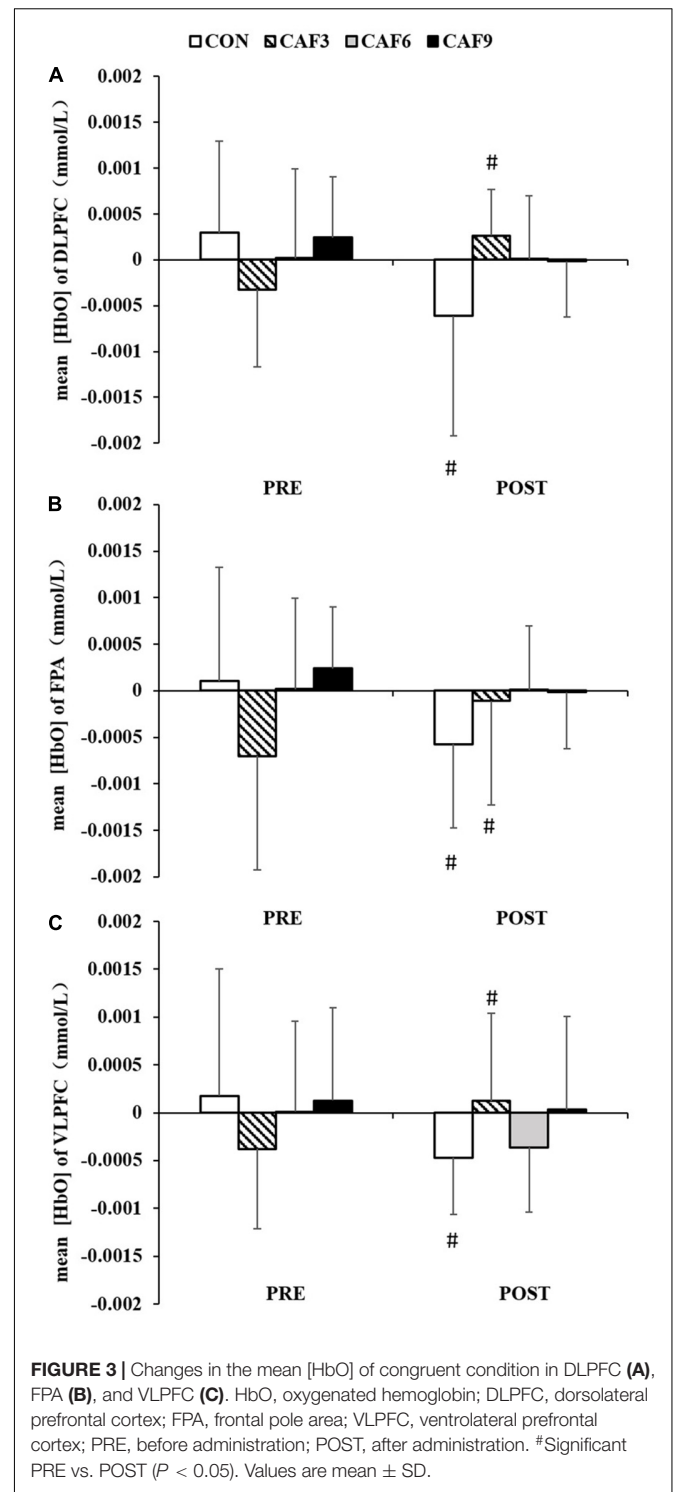 CON CAF3 CAF6 CAF9
A
mean [HbO] of DLPFC（mmol/L）
0.002
0.0015
0.001
0.0005
0
-0.0005
-0.001
-0.0015
-0.002
#
#
PRE POST
B
mean [HbO] of FPA（mmol/L）
0.002
0.0015
0.001
0.0005
0
-0.0005
-0.001
-0.0015
-0.002
#
#
PRE POST
C
mean [HbO] of VLPFC（mmol/L）
0.002
0.0015
0.001
0.0005
0
-0.0005
-0.001
-0.0015
-0.002
#
#
PRE POST
FIGURE 3 | Changes in the mean [HbO] of congruent condition in DLPFC (A),
FPA (B), and VLPFC (C). HbO, oxygenated hemoglobin; DLPFC, dorsolateral
prefrontal cortex; FPA, frontal pole area; VLPFC, ventrolateral prefrontal
cortex; PRE, before administration; POST, after administration. #Significant
PRE vs. POST (P < 0.05). Values are mean ± SD.